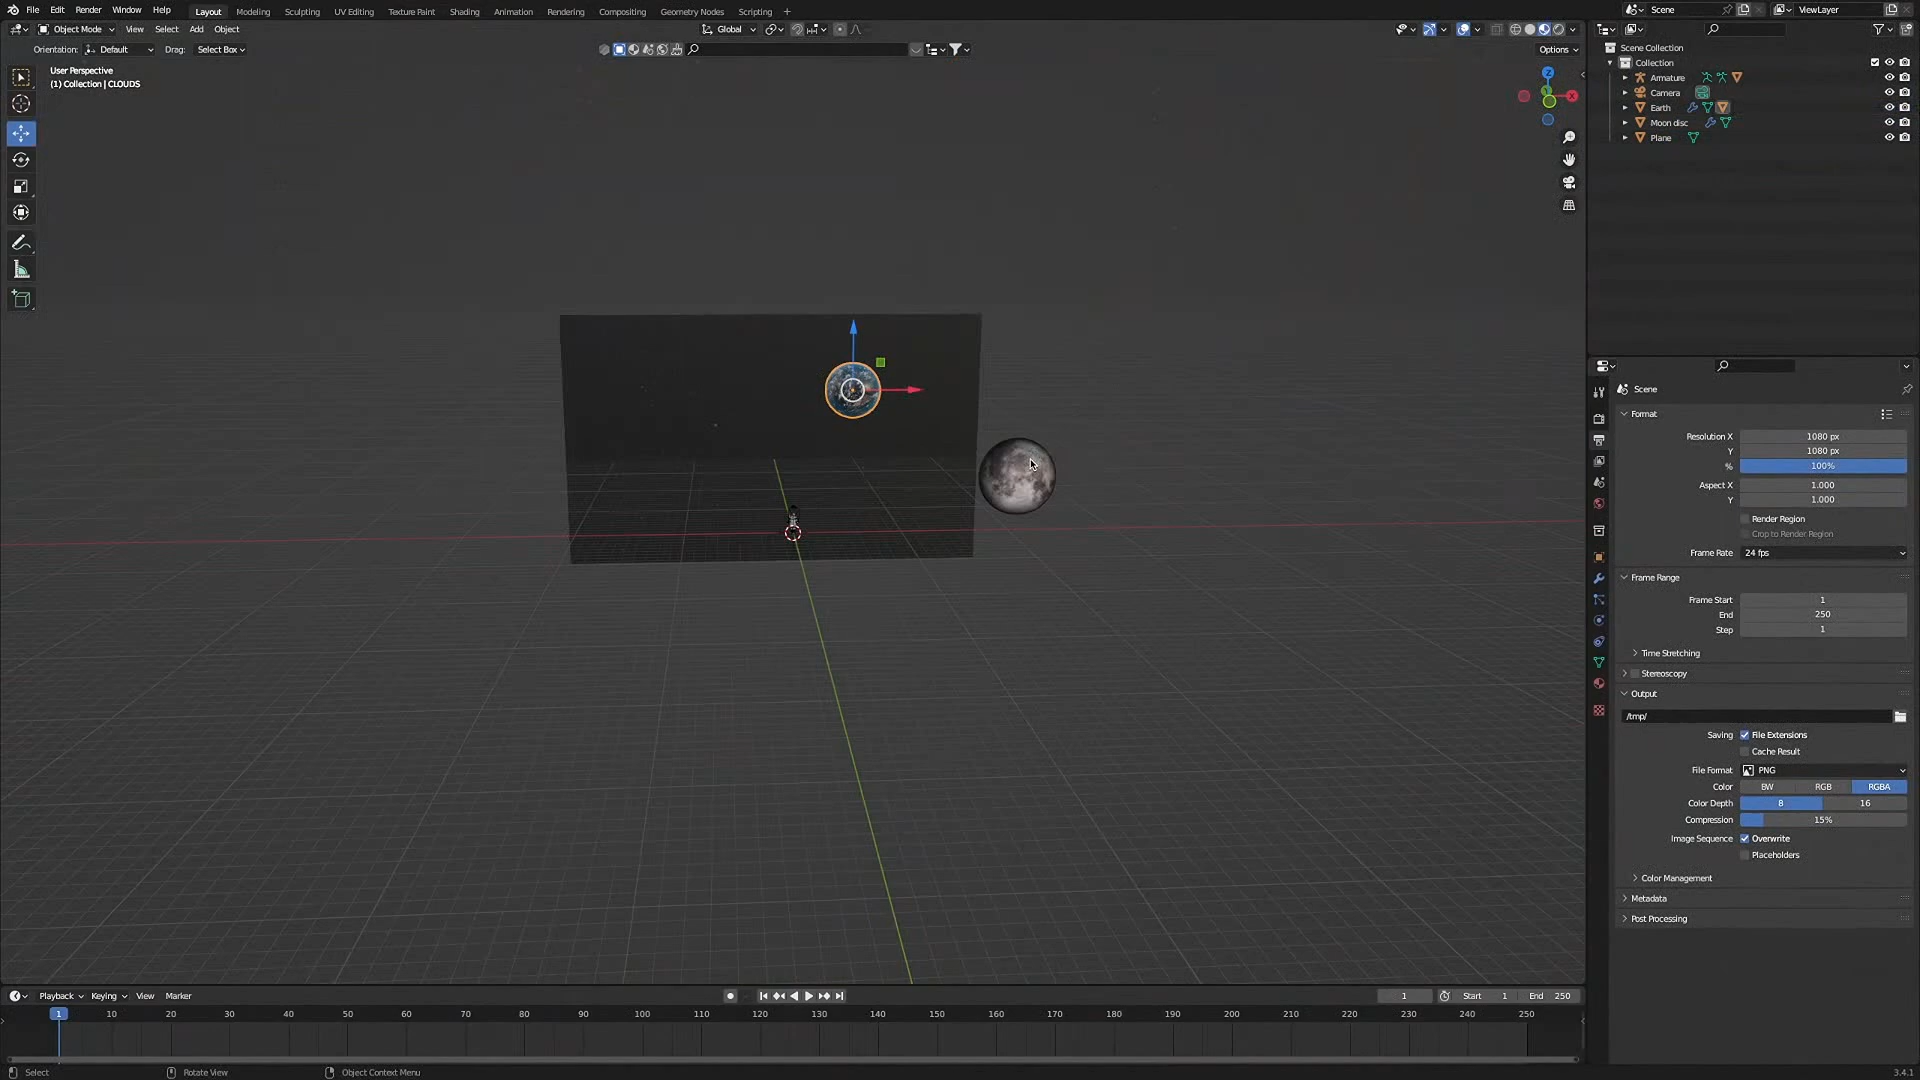 File Edit Render Window Help Layout Modeling Sculpting UV Editing Texture Paint Shading Animation Rendering Compositing Geometry Nodes Scripting + Scene ViewLayer
Object Mode View Select Add Object Global
Orientation: Default Drag: Select Box Options
User Perspective
(1) Collection | CLOUDS
Z
X
Scene Collection
Collection
Armature
Camera
Earth
Moon disc
Plane
Scene
Format
Resolution X 1080 px
Y 1080 px
% 100%
Aspect X 1.000
Y 1.000
Render Region
Crop to Render Region
Frame Rate 24 fps
Frame Range
Frame Start 1
End 250
Step 1
Time Stretching
Stereoscopy
Output
/tmp/
Saving File Extensions
Cache Result
File Format PNG
Color BW RGB RGBA
Color Depth 8 16
Compression 15%
Image Sequence Overwrite
Placeholders
Color Management
Metadata
Post Processing
Playback Keying View Marker 1 Start 1 End 250
1 10 20 30 40 50 60 70 80 90 100 110 120 130 140 150 160 170 180 190 200 210 220 230 240 250
Select Rotate View Object Context Menu 3.4.1